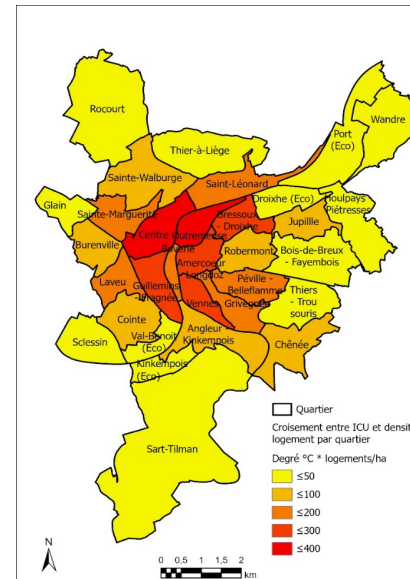 Rocourt
Thier-à-Liège
Port
(Eco)
Wandre
Sainte-Walburge
Saint-Léonard
Droixhe (Eco)
Houlpays
Piétresses
Glain
Sainte-Marguerite
Bressoux
- Droixhe
Jupillle
Centre
Outremeuse
Burenville
Boverie
Robermont
Bois-de-Breux -
Fayembois
Amercoeur
Longdoz
Laveu
Guillemins
- Fragnée
Péville -
Belleflamme
Thiers
- Trou
souris
Vennes
Grivegnée
Cointe
Val-Benoit
(Eco)
Angleur
Kinkempois
Chênée
Sclessin
Kinkempois
(Eco)
Sart-Tilman
Quartier
Croisement entre ICU et densit
logement par quartier
Degré °C * logements/ha
≤50
≤100
≤200
≤300
≤400
N
0 0,5 1 1,5 2
km